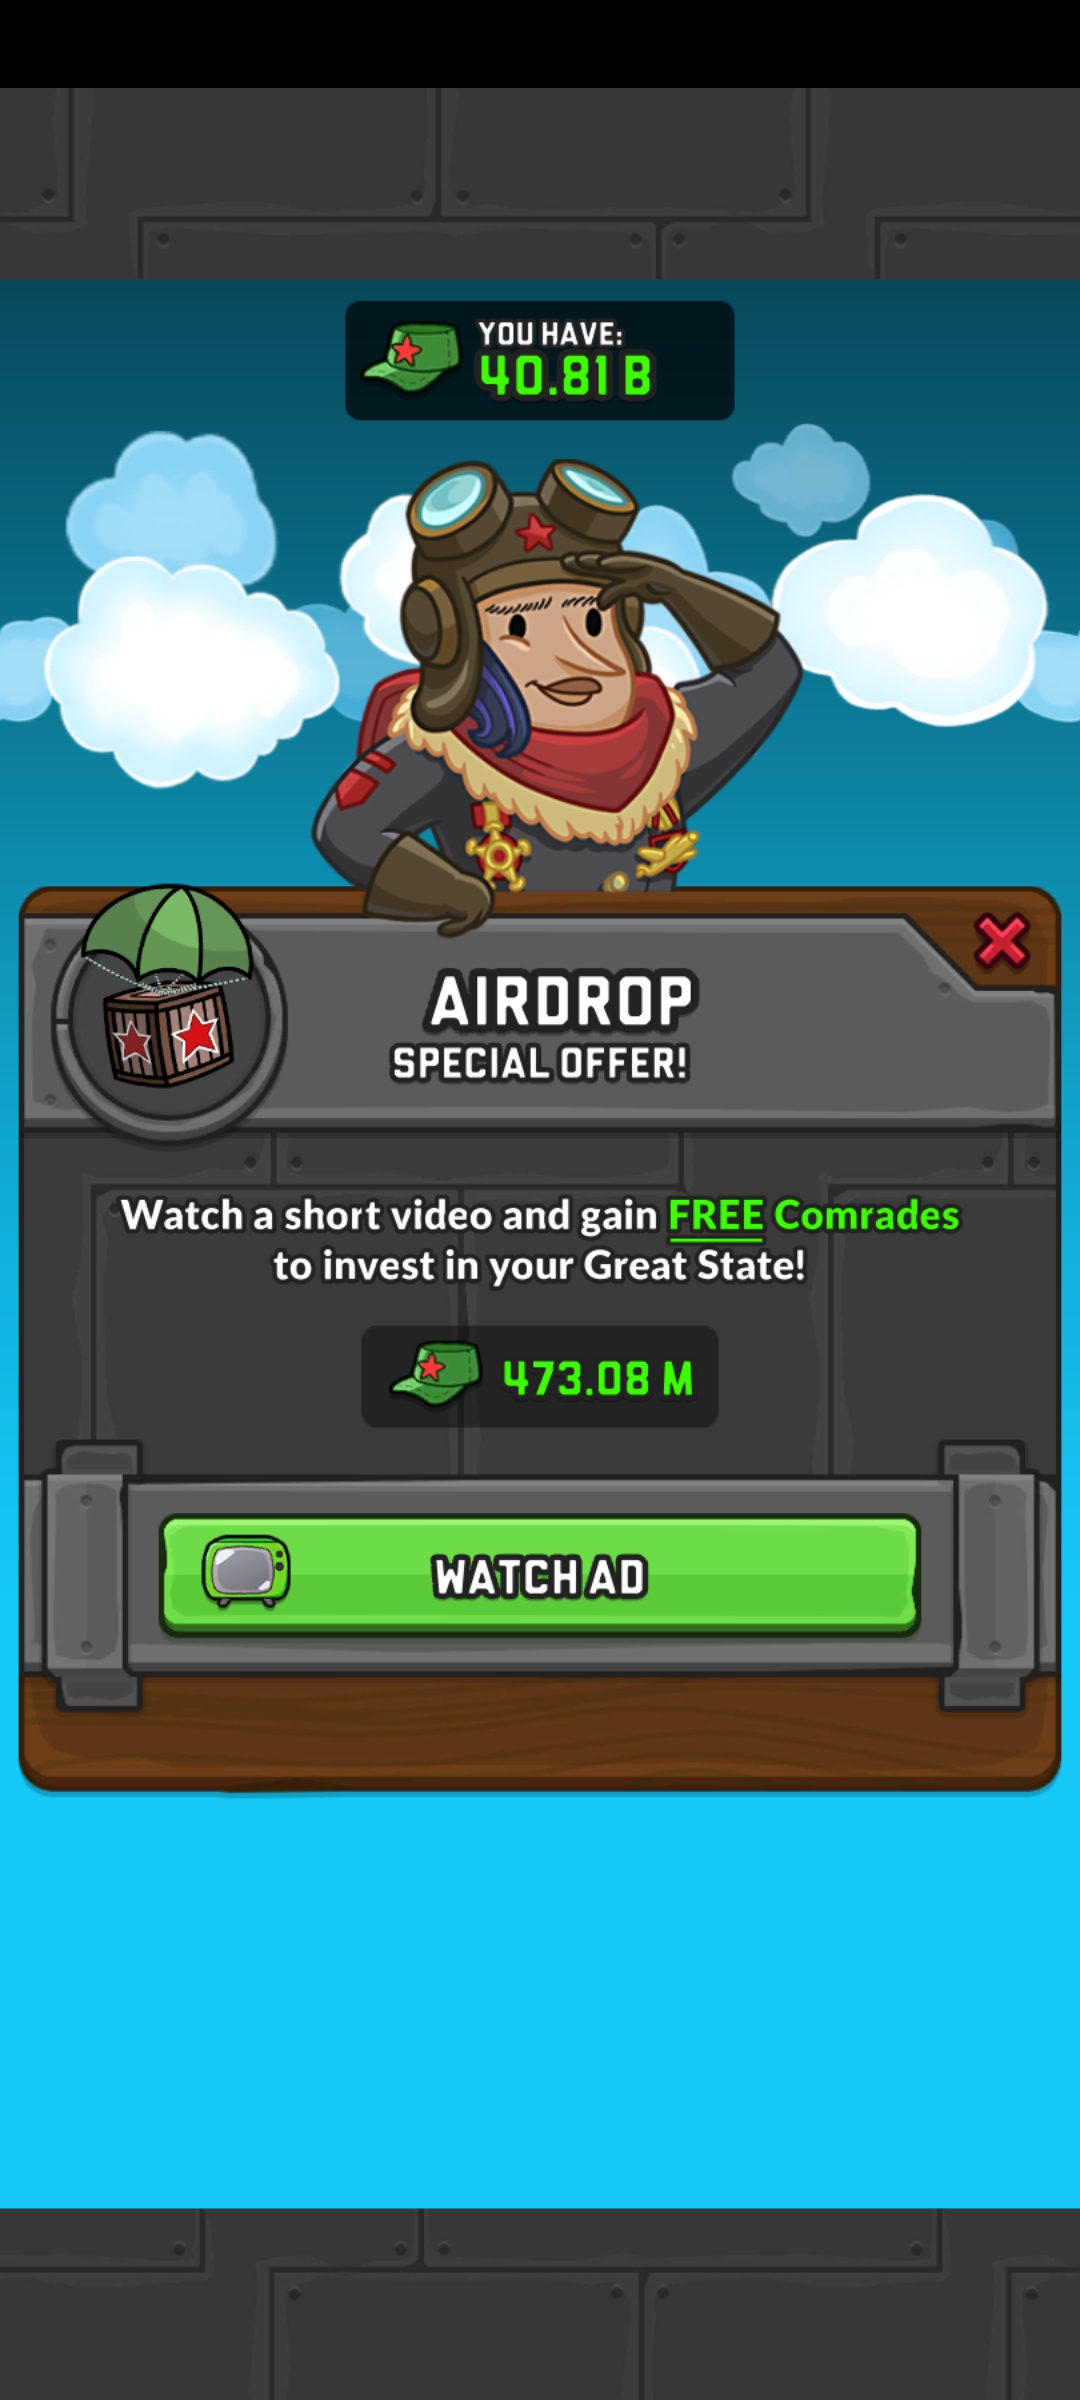 YOU HAVE:
40.81 B
AIRDROP
SPECIAL OFFER!
Watch a short video and gain FREE Comrades
to invest in your Great State!
473.08 M
WATCH AD